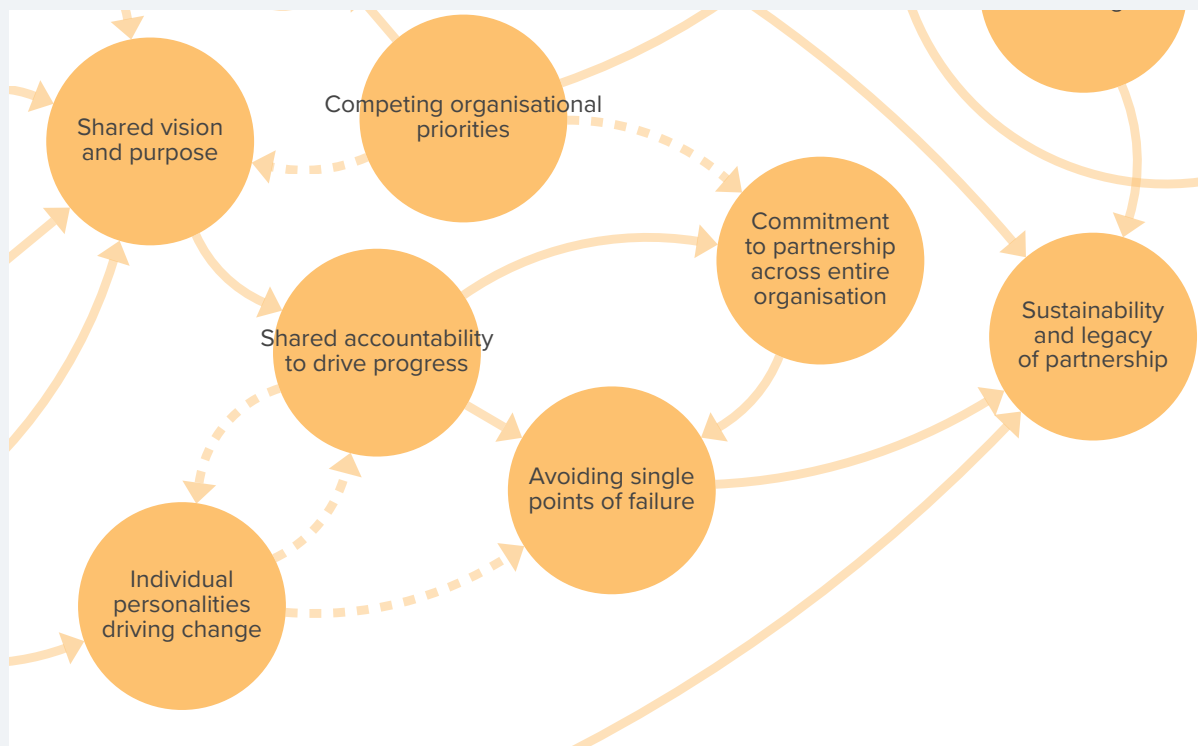 Shared vision
and purpose
Competing organisational
priorities
Commitment
to partnership
across entire
organisation
Sustainability
and legacy
of partnership
Shared accountability
to drive progress
Avoiding single
points of failure
Individual
personalities
driving change